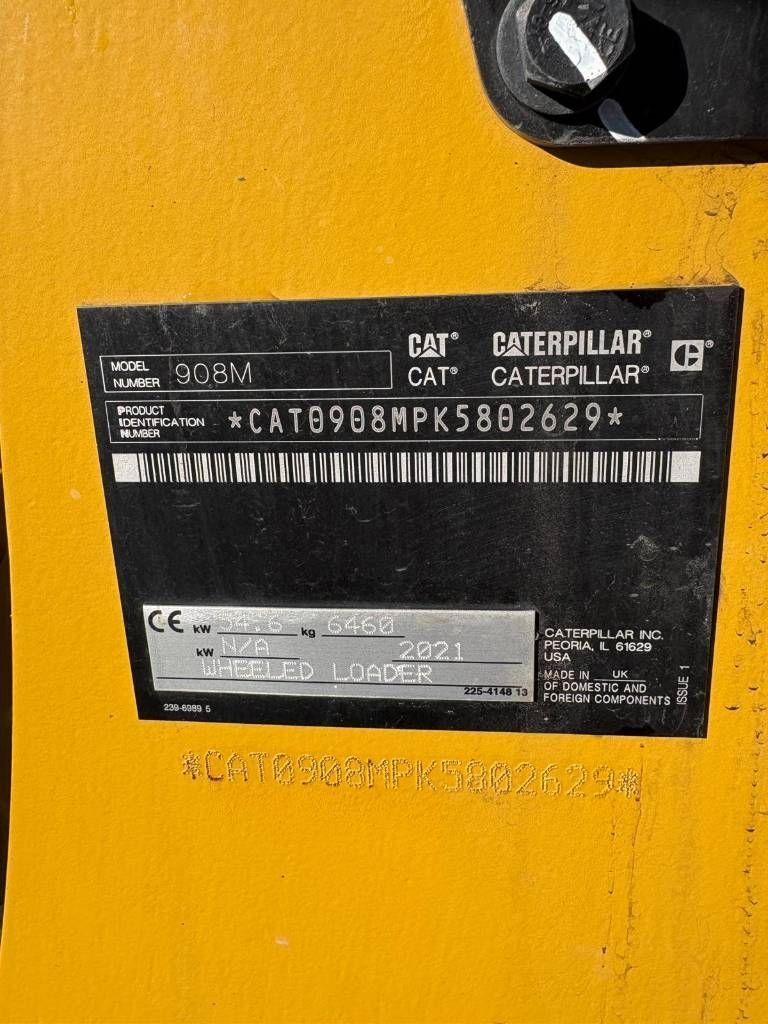 CAT® CATERPILLAR®
MODEL NUMBER 908M
CAT® CATERPILLAR®
PRODUCT IDENTIFICATION NUMBER *CAT0908MPK5802629*
CE kW 54.6 kg 6460
kW N/A 2021
WHEELED LOADER
225-4148 13
239-6989 5
CATERPILLAR INC.
PEORIA, IL 61629
USA
MADE IN UK
OF DOMESTIC AND
FOREIGN COMPONENTS
ISSUE 1
*CAT0908MPK5802629*